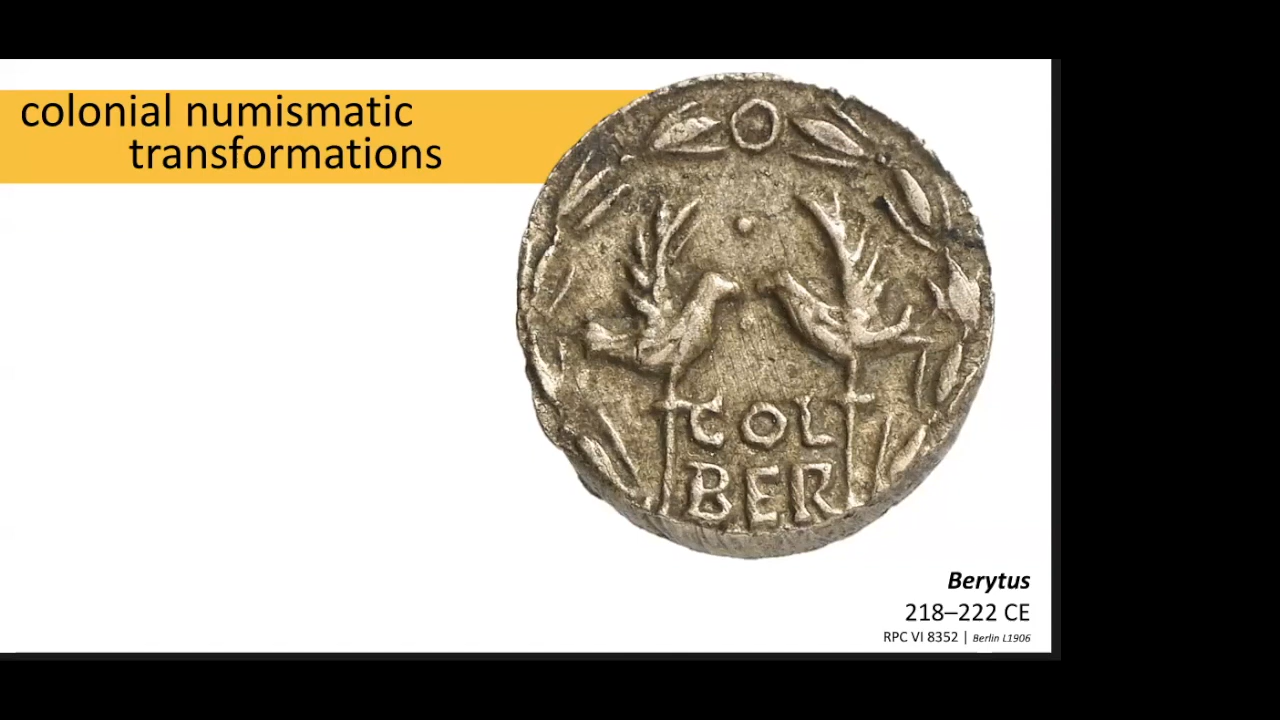 colonial numismatic
transformations
COL
BER
Berytus
218–222 CE
RPC VI 8352 | Berlin L1906